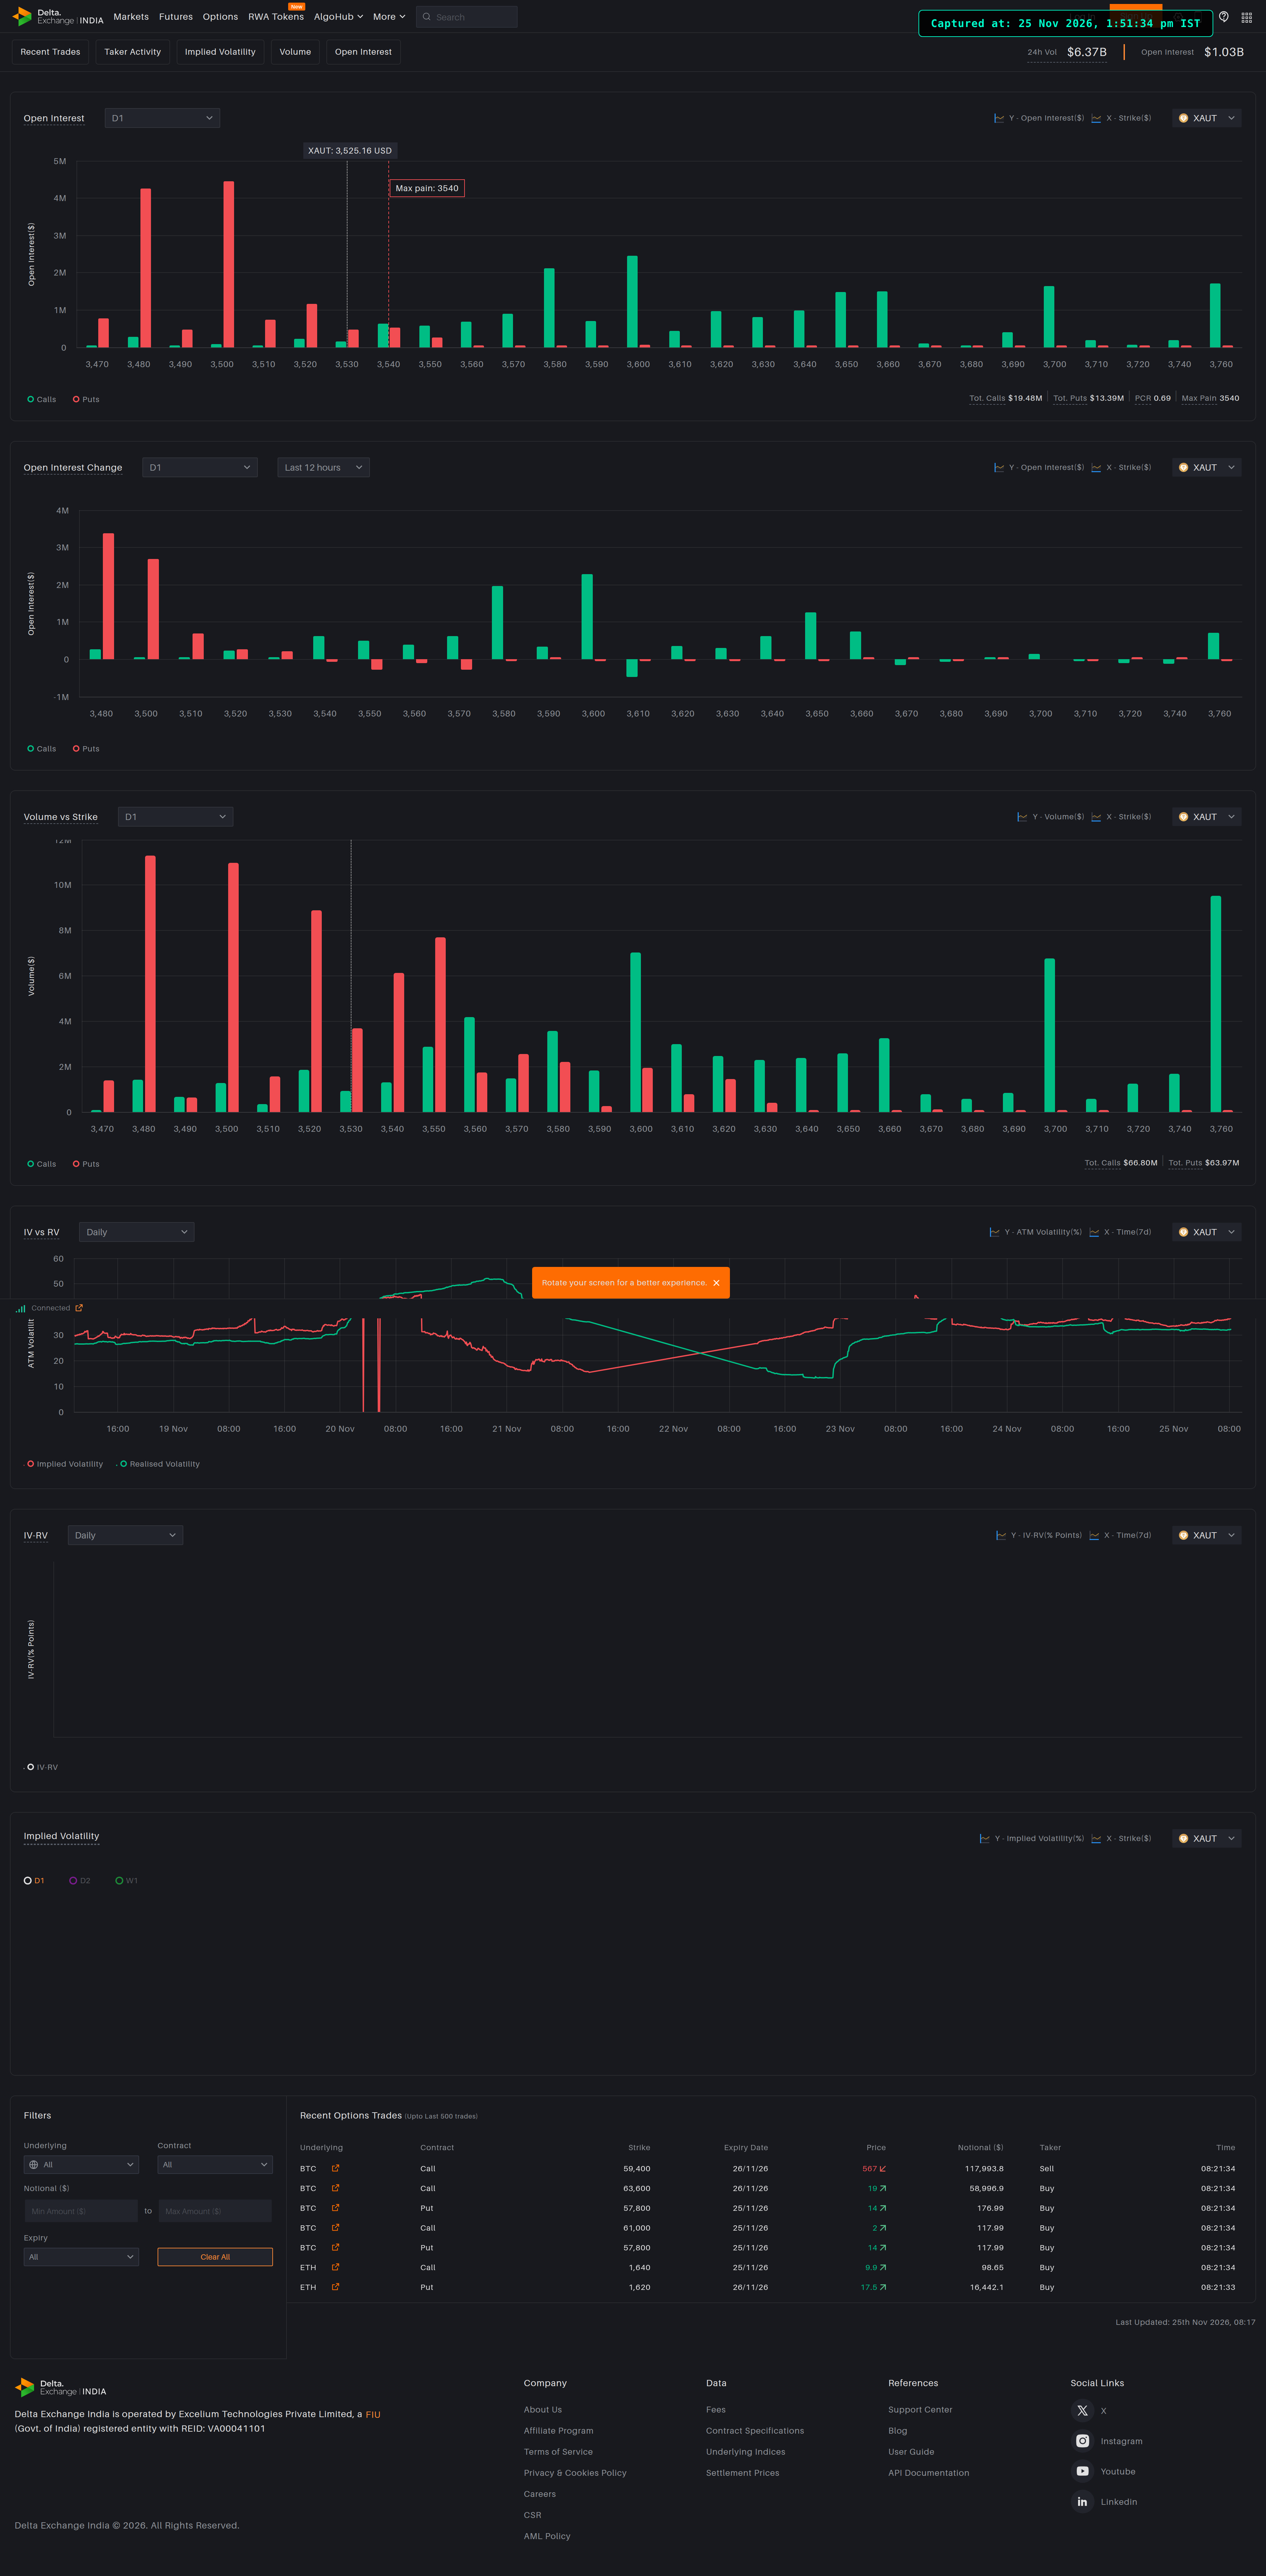 Delta.
Exchange | INDIA
Markets Futures Options RWA Tokens New AlgoHub More Search
Captured at: 25 Nov 2026, 1:51:34 pm IST
Recent Trades Taker Activity Implied Volatility Volume Open Interest
24h Vol $6.37B Open Interest $1.03B
Open Interest D1 Y - Open Interest($) X - Strike($) XAUT
XAUT: 3,525.16 USD
Max pain: 3540
Open Interest($)
5M
4M
3M
2M
1M
0
3,470 3,480 3,490 3,500 3,510 3,520 3,530 3,540 3,550 3,560 3,570 3,580 3,590 3,600 3,610 3,620 3,630 3,640 3,650 3,660 3,670 3,680 3,690 3,700 3,710 3,720 3,740 3,760
Calls Puts
Tot. Calls $19.48M Tot. Puts $13.39M PCR 0.69 Max Pain 3540
Open Interest Change D1 Last 12 hours Y - Open Interest($) X - Strike($) XAUT
Open Interest($)
4M
3M
2M
1M
0
-1M
3,480 3,500 3,510 3,520 3,530 3,540 3,550 3,560 3,570 3,580 3,590 3,600 3,610 3,620 3,630 3,640 3,650 3,660 3,670 3,680 3,690 3,700 3,710 3,720 3,740 3,760
Calls Puts
Volume vs Strike D1 Y - Volume($) X - Strike($) XAUT
Volume($)
12M
10M
8M
6M
4M
2M
0
3,470 3,480 3,490 3,500 3,510 3,520 3,530 3,540 3,550 3,560 3,570 3,580 3,590 3,600 3,610 3,620 3,630 3,640 3,650 3,660 3,670 3,680 3,690 3,700 3,710 3,720 3,740 3,760
Calls Puts
Tot. Calls $66.80M Tot. Puts $63.97M
IV vs RV Daily Y - ATM Volatility(%) X - Time(7d) XAUT
60
50
Rotate your screen for a better experience.
Connected
ATM Volatilit
30
20
10
0
16:00 19 Nov 08:00 16:00 20 Nov 08:00 16:00 21 Nov 08:00 16:00 22 Nov 08:00 16:00 23 Nov 08:00 16:00 24 Nov 08:00 16:00 25 Nov 08:00
Implied Volatility Realised Volatility
IV-RV Daily Y - IV-RV(% Points) X - Time(7d) XAUT
IV-RV(% Points)
IV-RV
Implied Volatility Y - Implied Volatility(%) X - Strike($) XAUT
D1 D2 W1
Filters
Underlying Contract
All All
Notional ($)
Min Amount ($) to Max Amount ($)
Expiry
All Clear All
Recent Options Trades (Upto Last 500 trades)
Underlying Contract Strike Expiry Date Price Notional ($) Taker Time
BTC Call 59,400 26/11/26 567 117,993.8 Sell 08:21:34
BTC Call 63,600 26/11/26 19 58,996.9 Buy 08:21:34
BTC Put 57,800 25/11/26 14 176.99 Buy 08:21:34
BTC Call 61,000 25/11/26 2 117.99 Buy 08:21:34
BTC Put 57,800 25/11/26 14 117.99 Buy 08:21:34
ETH Call 1,640 25/11/26 9.9 98.65 Buy 08:21:34
ETH Put 1,620 26/11/26 17.5 16,442.1 Buy 08:21:33
Last Updated: 25th Nov 2026, 08:17
Delta.
Exchange | INDIA
Delta Exchange India is operated by Excelium Technologies Private Limited, a FIU
(Govt. of India) registered entity with REID: VA00041101
Delta Exchange India © 2026. All Rights Reserved.
Company
About Us
Affiliate Program
Terms of Service
Privacy & Cookies Policy
Careers
CSR
AML Policy
Data
Fees
Contract Specifications
Underlying Indices
Settlement Prices
References
Support Center
Blog
User Guide
API Documentation
Social Links
X
Instagram
Youtube
Linkedin